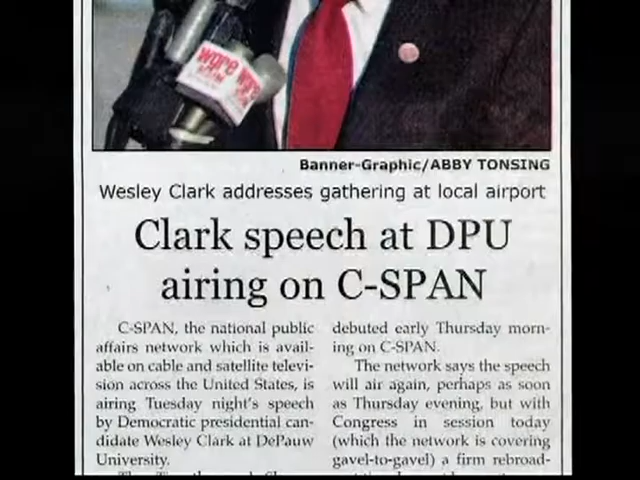 wgre wgre
Banner-Graphic/ABBY TONSING
Wesley Clark addresses gathering at local airport
Clark speech at DPU
airing on C-SPAN
C-SPAN, the national public
affairs network which is avail-
able on cable and satellite televi-
sion across the United States, is
airing Tuesday night's speech
by Democratic presidential can-
didate Wesley Clark at DePauw
University.
debuted early Thursday morn-
ing on C-SPAN.
The network says the speech
will air again, perhaps as soon
as Thursday evening, but with
Congress in session today
(which the network is covering
gavel-to-gavel) a firm rebroad-